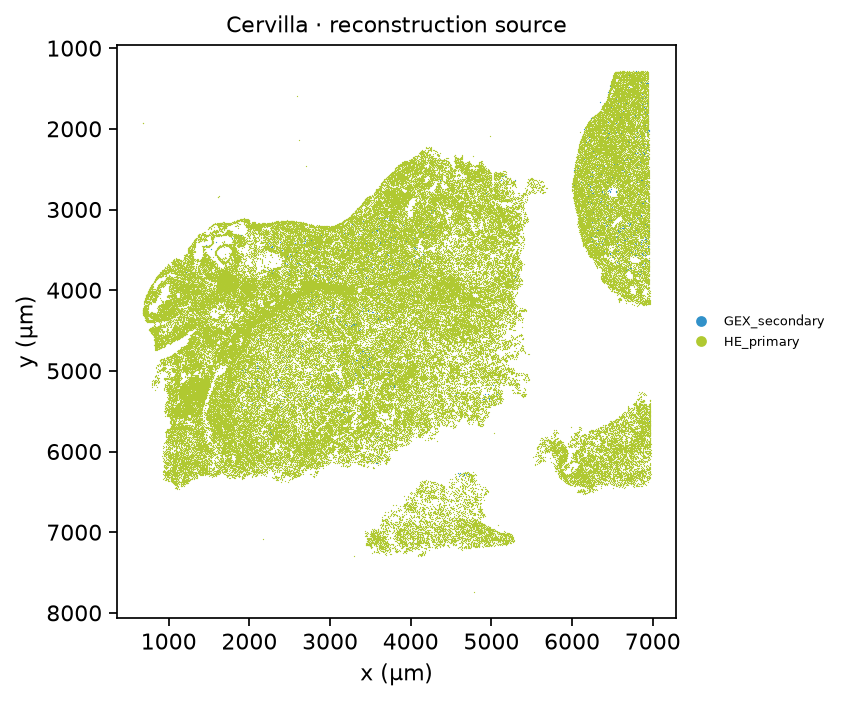 Cervilla · reconstruction source
1000
2000
3000
4000
5000
6000
7000
8000
y (µm)
1000 2000 3000 4000 5000 6000 7000
x (µm)
GEX_secondary
HE_primary